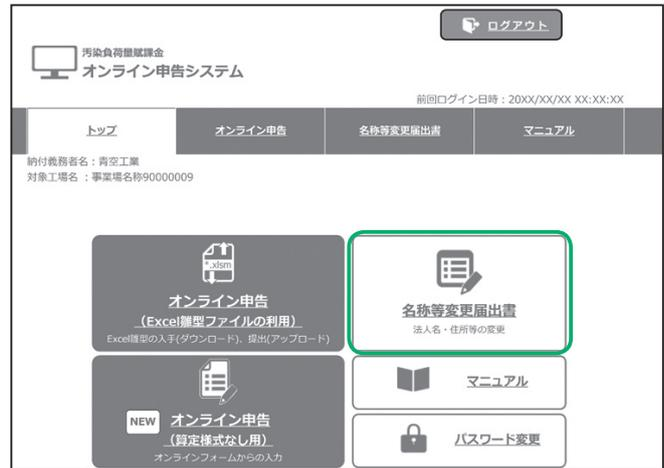 ログアウト
汚染負荷量賦課金
オンライン申告システム
前回ログイン日時：20XX/XX/XX XX:XX:XX
トップ
オンライン申告
名称等変更届出書
マニュアル
納付義務者名：青空工業
対象工場名 ：事業場名称90000009
*.xlsm
オンライン申告
（Excel雛型ファイルの利用）
Excel雛型の入手(ダウンロード)、提出(アップロード)
名称等変更届出書
法人名・住所等の変更
NEW
オンライン申告
（算定様式なし用）
オンラインフォームからの入力
マニュアル
パスワード変更